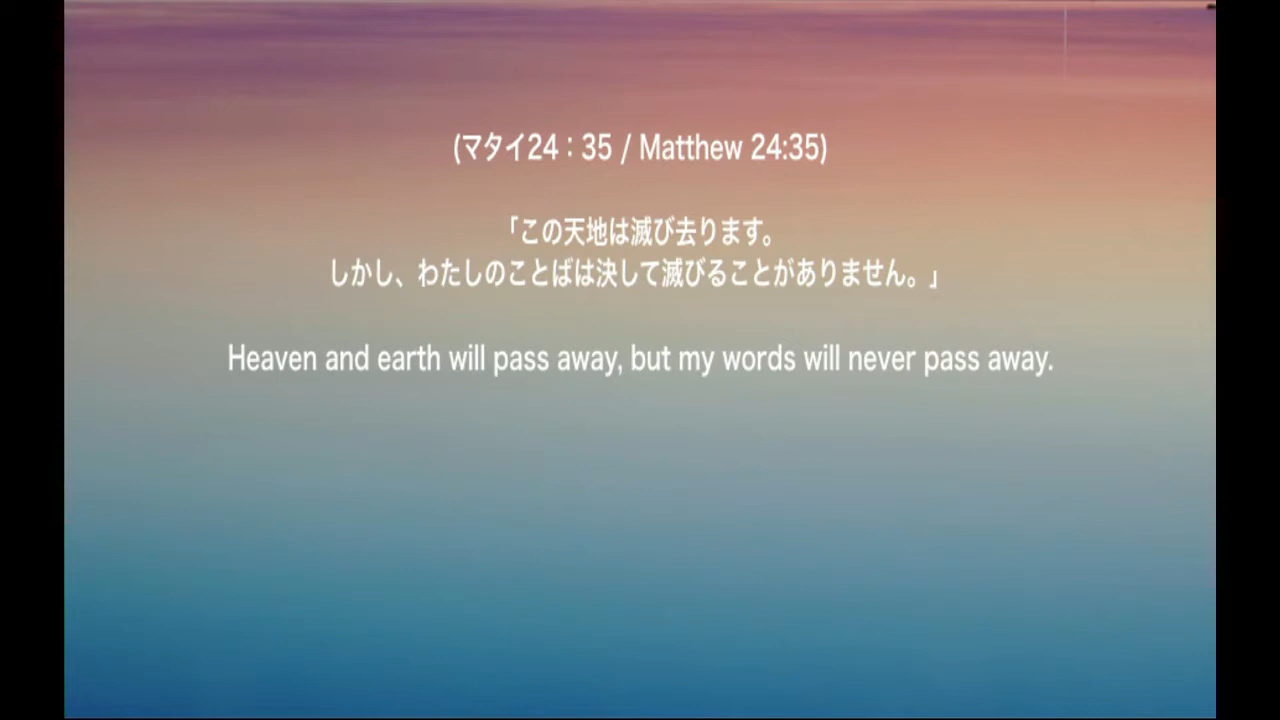 (マタイ24：35 / Matthew 24:35)
「この天地は滅び去ります。
しかし、わたしのことばは決して滅びることがありません。」
Heaven and earth will pass away, but my words will never pass away.